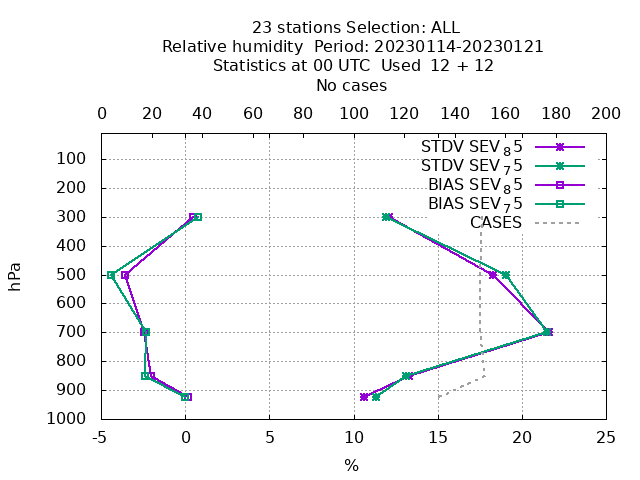 23 stations Selection: ALL
Relative humidity  Period: 20230114-20230121
Statistics at 00 UTC  Used  12 + 12
No cases
0 20 30 60 80 100 120 140 160 180 200
STDV SEV₈5
STDV SEV₇5
BIAS SEV₈5
BIAS SEV₇5
CASES
hPa
100
200
300
400
500
600
700
800
900
1000
-5 0 5 10 15 20 25
%